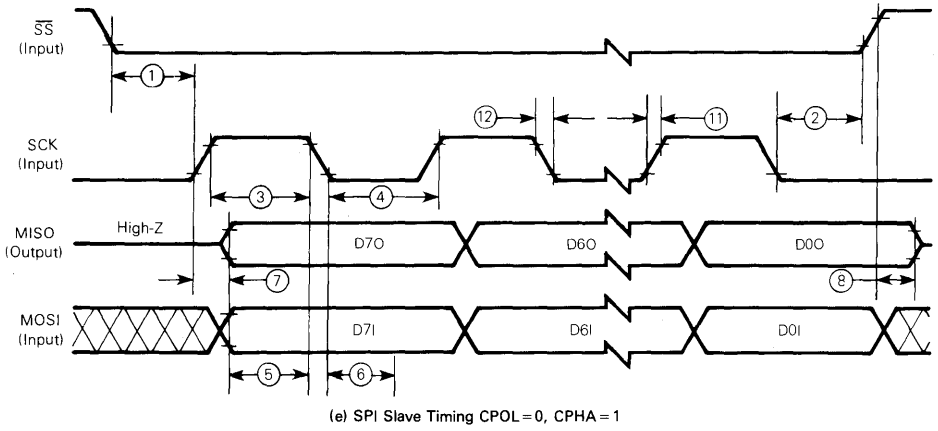 SS
(Input)
1
12
11
2
SCK
(Input)
3
4
MISO
(Output)
High-Z
D7O
D6O
D0O
7
8
MOSI
(Input)
D7I
D6I
D0I
5
6
(e) SPI Slave Timing CPOL=0, CPHA=1